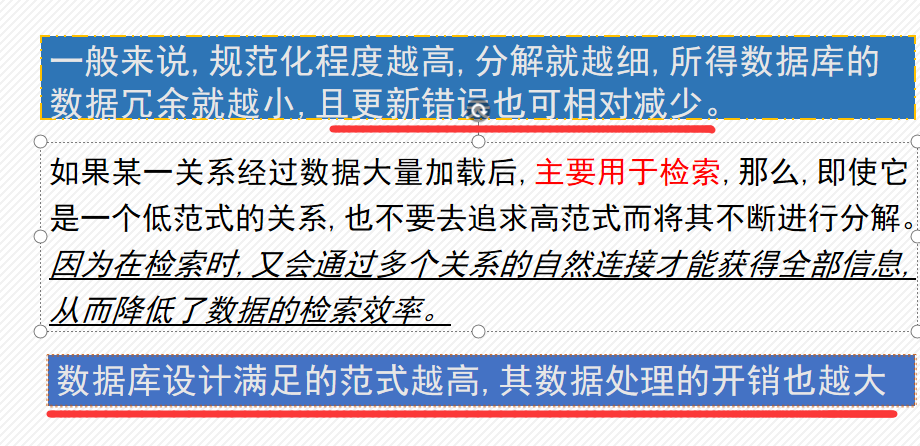 一般来说,规范化程度越高,分解就越细,所得数据库的
数据冗余就越小,且更新错误也可相对减少。
如果某一关系经过数据大量加载后,主要用于检索,那么,即使它
是一个低范式的关系,也不要去追求高范式而将其不断进行分解。
因为在检索时,又会通过多个关系的自然连接才能获得全部信息,
从而降低了数据的检索效率。
数据库设计满足的范式越高,其数据处理的开销也越大